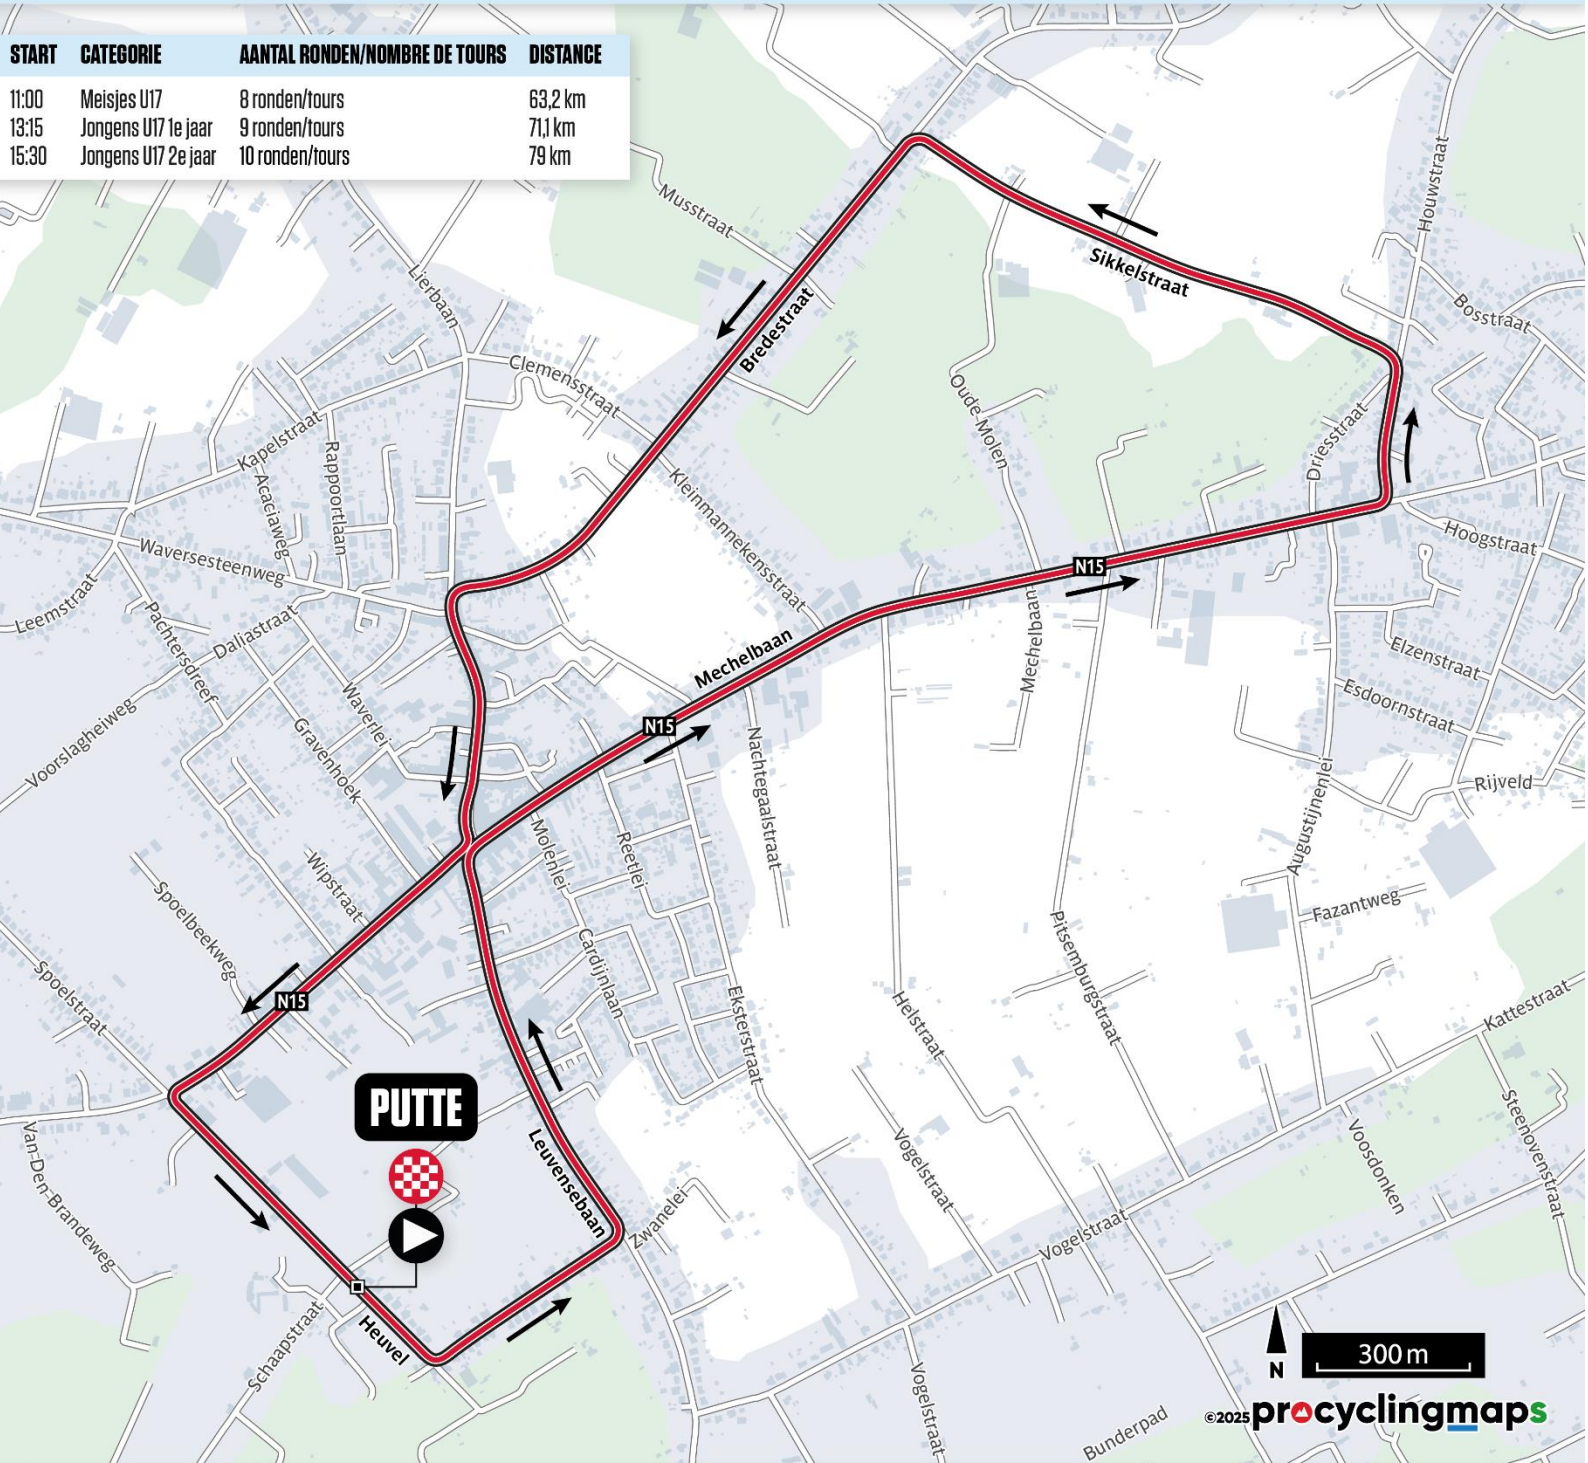 START CATEGORIE AANTAL RONDEN/NOMBRE DE TOURS DISTANCE
11:00 Meisjes U17 8 ronden/tours 63,2 km
13:15 Jongens U17 1e jaar 9 ronden/tours 71,1 km
15:30 Jongens U17 2e jaar 10 ronden/tours 79 km
Musstraat
Houwstraat
Lierbaan
Sikkelstraat
Bosstraat
Bredestraat
Clemensstraat
Oude Molen
Kapelstraat
Rappoortlaan
Acaciaweg
Driesstraat
Kleinmannekensstraat
Hoogstraat
Waversesteenweg
N15
Leemstraat
Pachtersdreef
Daliastraat
Mechelbaan
Mechelbaan
Elzenstraat
Waverlei
Esdoornstraat
Voorslagheiweg
Gravenhoek
N15
Nachtegaalstraat
Rijveld
Augustijnenlei
Molenlei
Reetlei
Wipstraat
Spoelbeekweg
Fazantweg
Cardijnlaan
Pitsemburgstraat
Spoelstraat
N15
Eksterstraat
Helstraat
Kattestraat
PUTTE
Van Den Brandeweg
Leuvensebaan
Vogelstraat
Voosdonken
Steenovenstraat
Zwanelei
Vogelstraat
Schaapstraat
Heuvel
Vogelstraat
N
300 m
©2025 procyclingmaps
Bunderpad